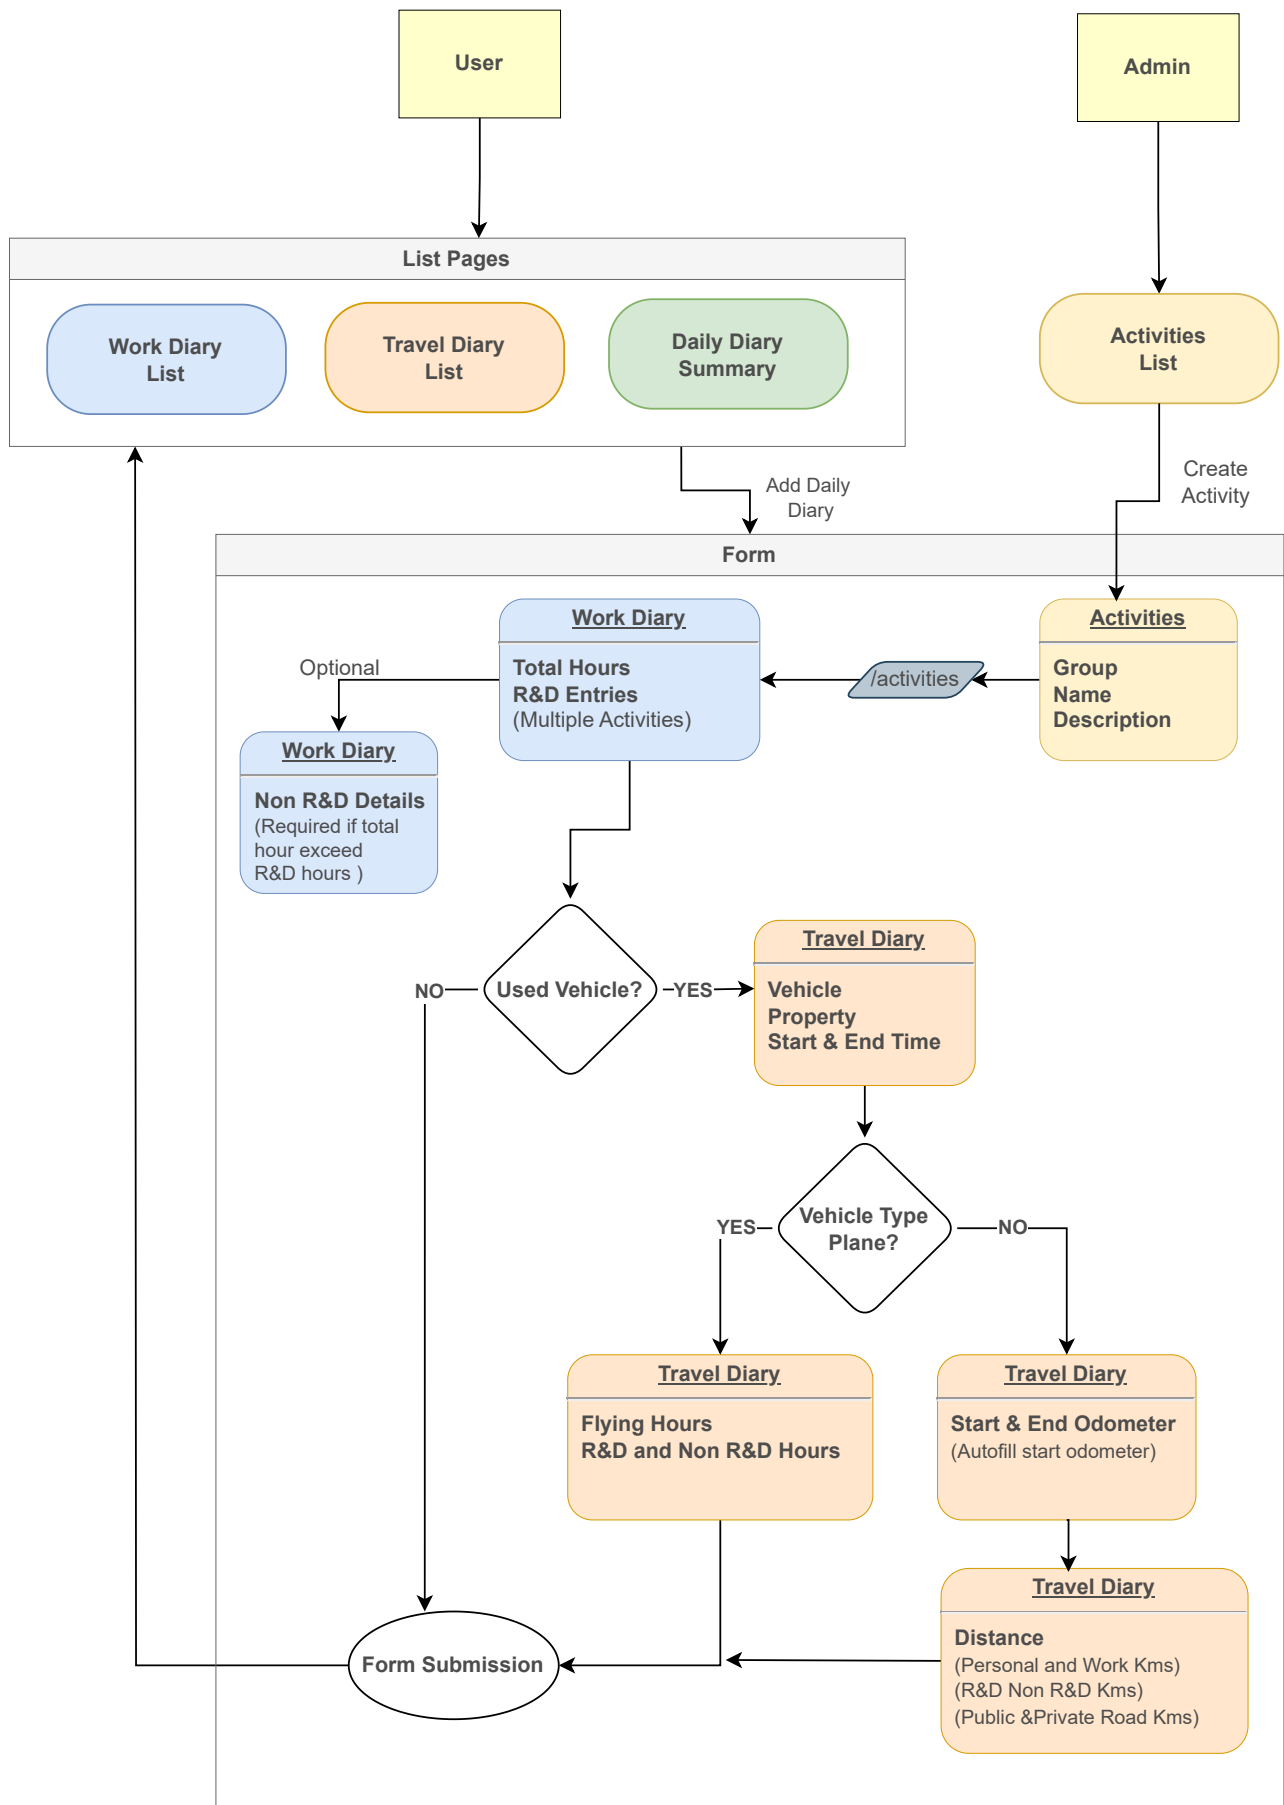 User
Admin
List Pages
Work Diary
List
Travel Diary
List
Daily Diary
Summary
Activities
List
Add Daily
Diary
Create
Activity
Form
Work Diary
Total Hours
R&D Entries
(Multiple Activities)
/activities
Activities
Group
Name
Description
Optional
Work Diary
Non R&D Details
(Required if total
hour exceed
R&D hours )
Used Vehicle?
NO
YES
Travel Diary
Vehicle
Property
Start & End Time
Vehicle Type
Plane?
YES
NO
Travel Diary
Flying Hours
R&D and Non R&D Hours
Travel Diary
Start & End Odometer
(Autofill start odometer)
Travel Diary
Distance
(Personal and Work Kms)
(R&D Non R&D Kms)
(Public &Private Road Kms)
Form Submission